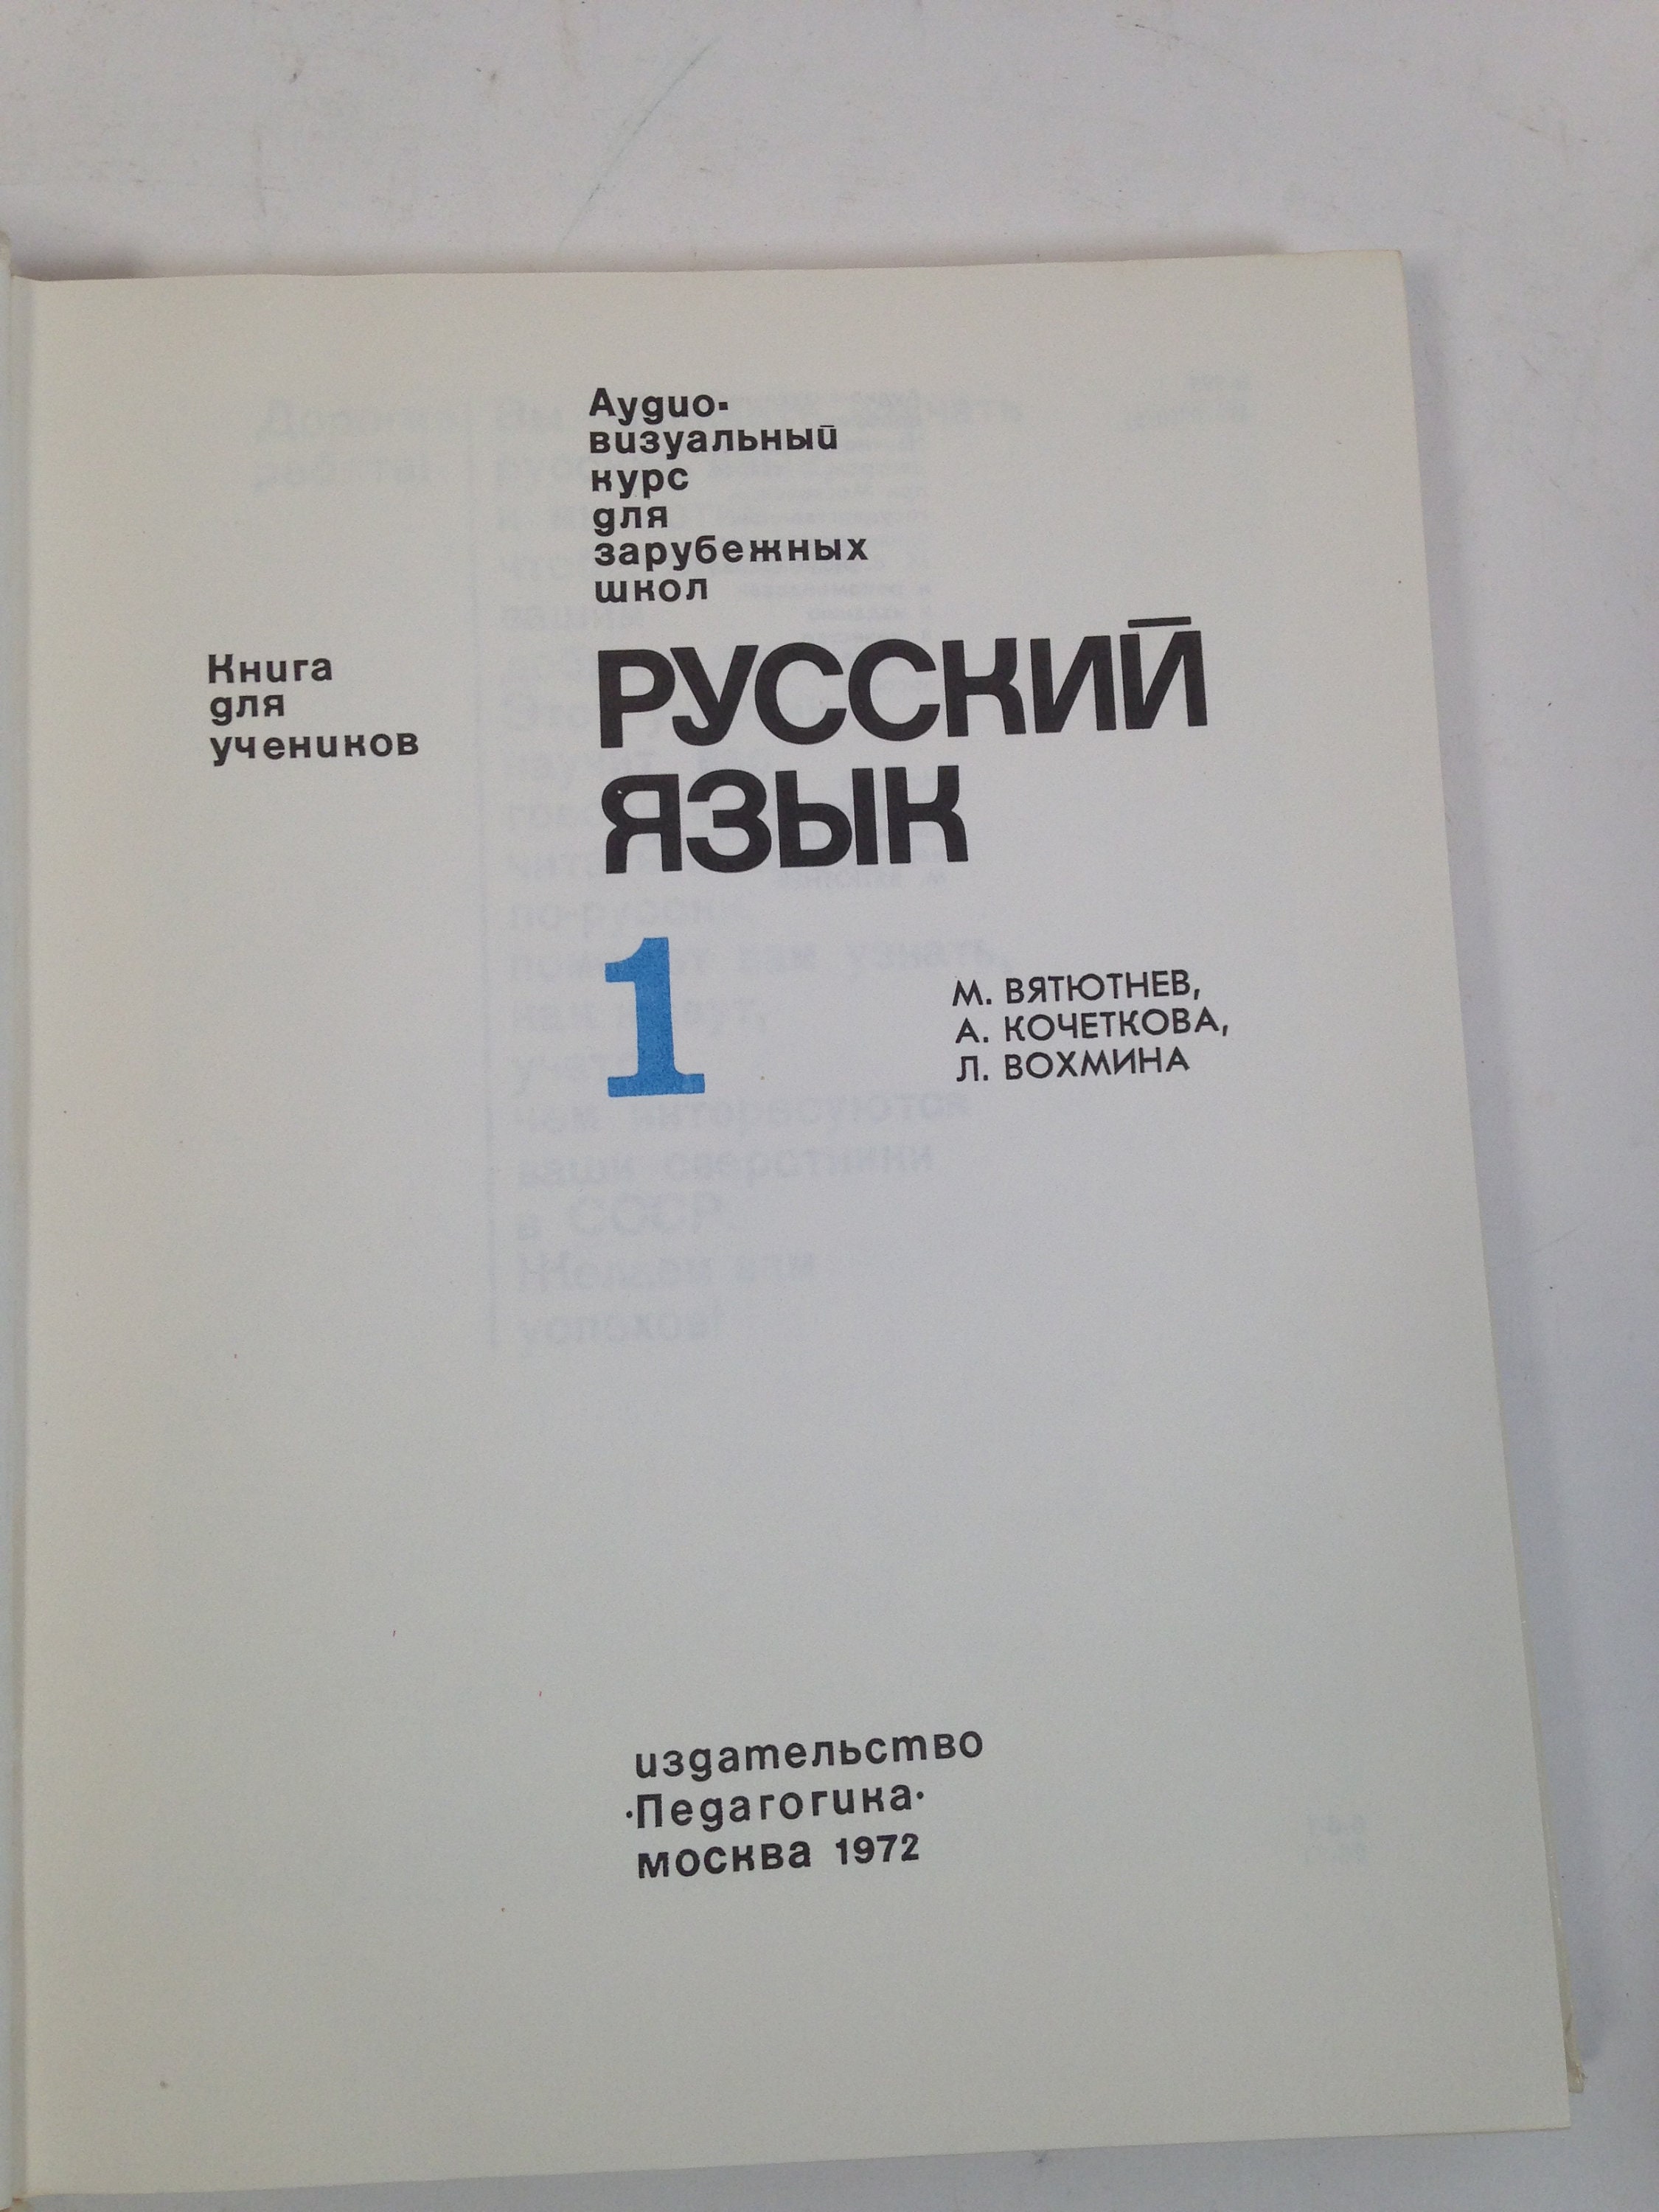 Аудио-
визуальный
курс
для
зарубежных
школ
Книга
для
учеников
РУССКИЙ
ЯЗЫК
1
М. ВЯТЮТНЕВ,
А. КОЧЕТКОВА,
Л. ВОХМИНА
издательство
·Педагогика·
москва 1972